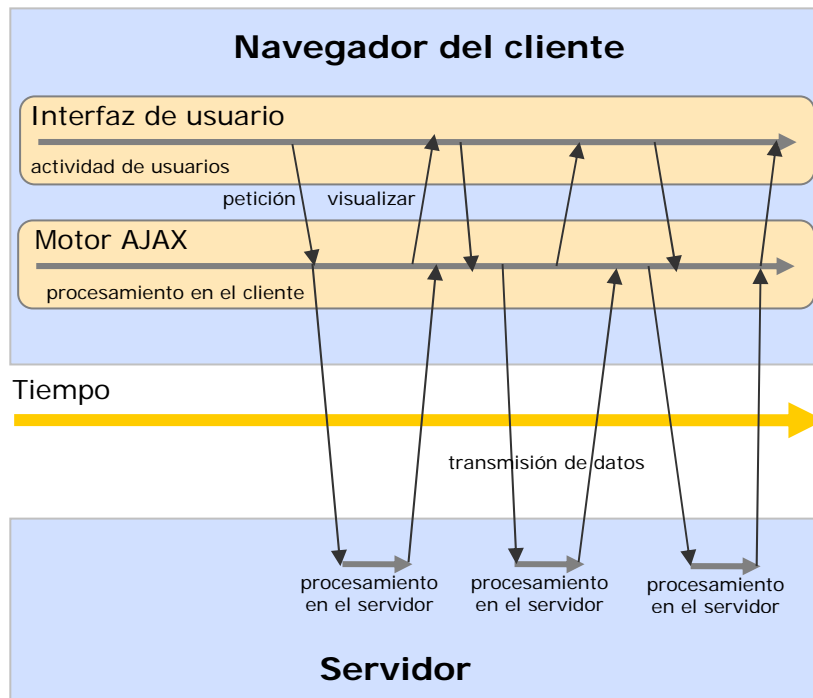 Navegador del cliente
Interfaz de usuario
actividad de usuarios
petición
visualizar
Motor AJAX
procesamiento en el cliente
Tiempo
transmisión de datos
procesamiento
en el servidor
procesamiento
en el servidor
procesamiento
en el servidor
Servidor